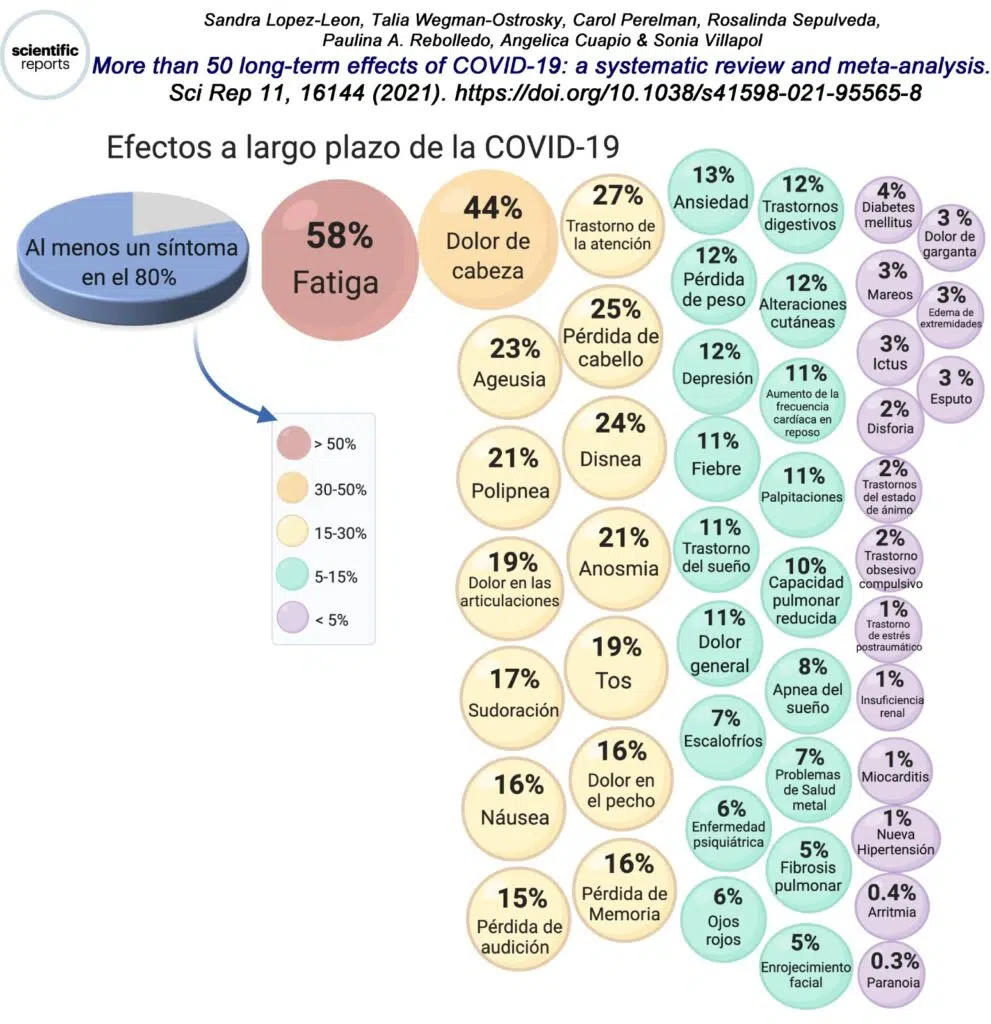 Sandra Lopez-Leon, Talia Wegman-Ostrosky, Carol Perelman, Rosalinda Sepulveda,
Paulina A. Rebolledo, Angelica Cuapio & Sonia Villapol
scientific
reports
More than 50 long-term effects of COVID-19: a systematic review and meta-analysis.
Sci Rep 11, 16144 (2021). https://doi.org/10.1038/s41598-021-95565-8
Efectos a largo plazo de la COVID-19
Al menos un síntoma
en el 80%
> 50%
30-50%
15-30%
5-15%
< 5%
58%
Fatiga
44%
Dolor de
cabeza
27%
Trastorno de
la atención
25%
Pérdida de
cabello
23%
Ageusia
24%
Disnea
21%
Polipnea
21%
Anosmia
19%
Dolor en las
articulaciones
19%
Tos
17%
Sudoración
16%
Dolor en
el pecho
16%
Náusea
16%
Pérdida de
Memoria
15%
Pérdida de
audición
13%
Ansiedad
12%
Trastornos
digestivos
12%
Pérdida
de peso
12%
Alteraciones
cutáneas
12%
Depresión
11%
Aumento de la
frecuencia
cardíaca en
reposo
11%
Fiebre
11%
Palpitaciones
11%
Trastorno
del sueño
10%
Capacidad
pulmonar
reducida
11%
Dolor
general
8%
Apnea del
sueño
7%
Escalofríos
7%
Problemas
de Salud
metal
6%
Enfermedad
psiquiátrica
5%
Fibrosis
pulmonar
6%
Ojos
rojos
5%
Enrojecimiento
facial
4%
Diabetes
mellitus
3 %
Dolor de
garganta
3%
Mareos
3%
Edema de
extremidades
3%
Ictus
3 %
Esputo
2%
Disforia
2%
Trastornos
del estado
de ánimo
2%
Trastorno
obsesivo
compulsivo
1%
Trastorno
de estrés
postraumático
1%
Insuficiencia
renal
1%
Miocarditis
1%
Nueva
Hipertensión
0.4%
Arritmia
0.3%
Paranoia